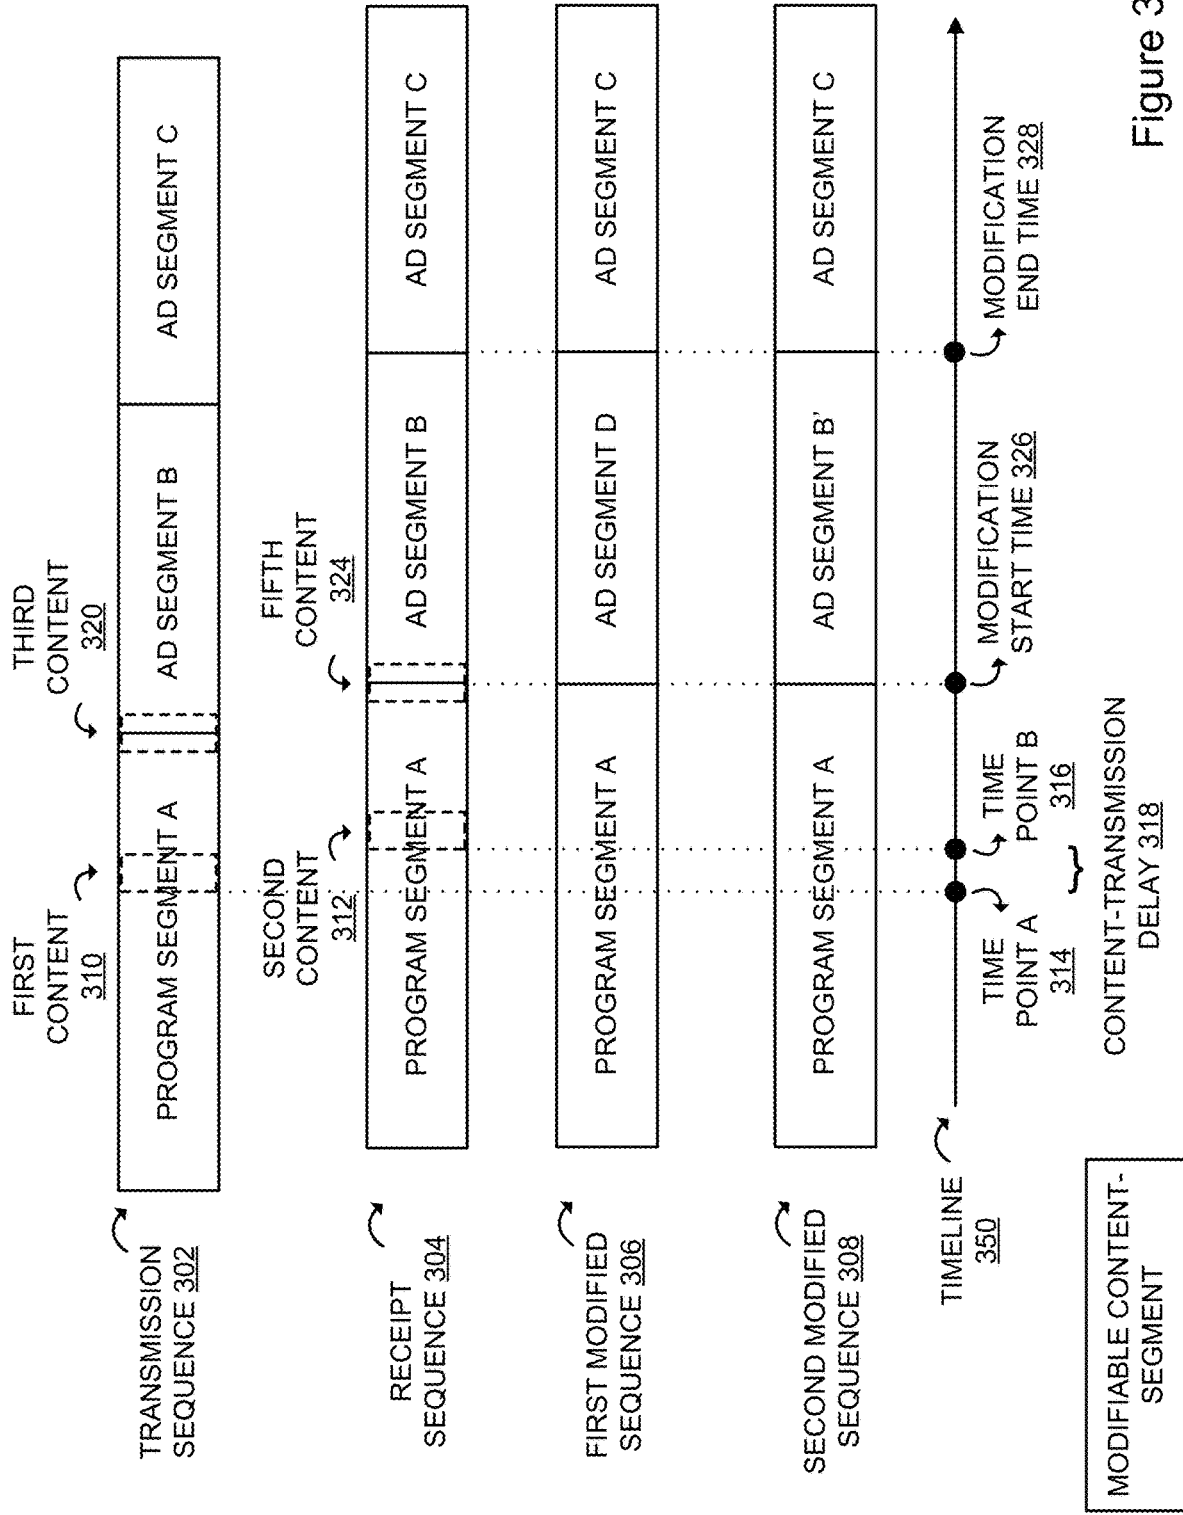 THIRD
CONTENT
320
FIRST
CONTENT
310
TRANSMISSION
SEQUENCE 302
PROGRAM SEGMENT A
AD SEGMENT B
AD SEGMENT C
FIFTH
CONTENT
324
SECOND
CONTENT
312
RECEIPT
SEQUENCE 304
PROGRAM SEGMENT A
AD SEGMENT B
AD SEGMENT C
FIRST MODIFIED
SEQUENCE 306
PROGRAM SEGMENT A
AD SEGMENT D
AD SEGMENT C
SECOND MODIFIED
SEQUENCE 308
PROGRAM SEGMENT A
AD SEGMENT B'
AD SEGMENT C
TIMELINE
350
TIME
POINT A
314
TIME
POINT B
316
MODIFICATION
START TIME 326
MODIFICATION
END TIME 328
CONTENT-TRANSMISSION
DELAY 318
MODIFIABLE CONTENT-
SEGMENT
Figure 3